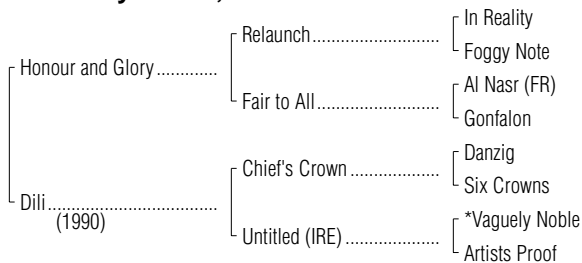 In Reality
Relaunch
Foggy Note
Honour and Glory
Al Nasr (FR)
Fair to All
Gonfalon
Danzig
Chief's Crown
Six Crowns
Dili
(1990)
*Vaguely Noble
Untitled (IRE)
Artists Proof